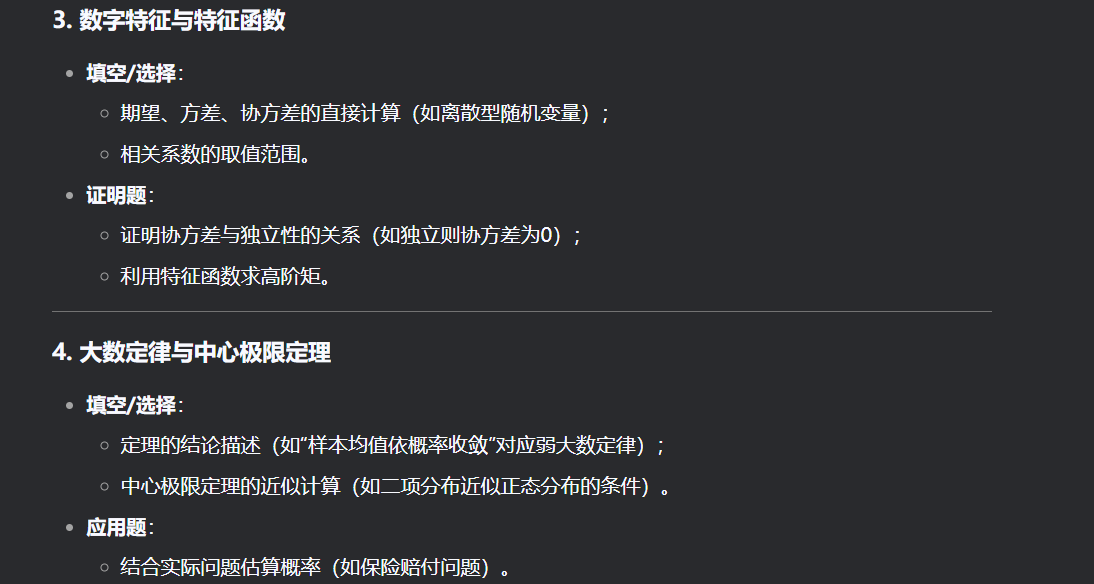 3. 数字特征与特征函数
填空/选择：
期望、方差、协方差的直接计算（如离散型随机变量）；
相关系数的取值范围。
证明题：
证明协方差与独立性的关系（如独立则协方差为0）；
利用特征函数求高阶矩。
4. 大数定律与中心极限定理
填空/选择：
定理的结论描述（如“样本均值依概率收敛”对应弱大数定律）；
中心极限定理的近似计算（如二项分布近似正态分布的条件）。
应用题：
结合实际问题估算概率（如保险赔付问题）。